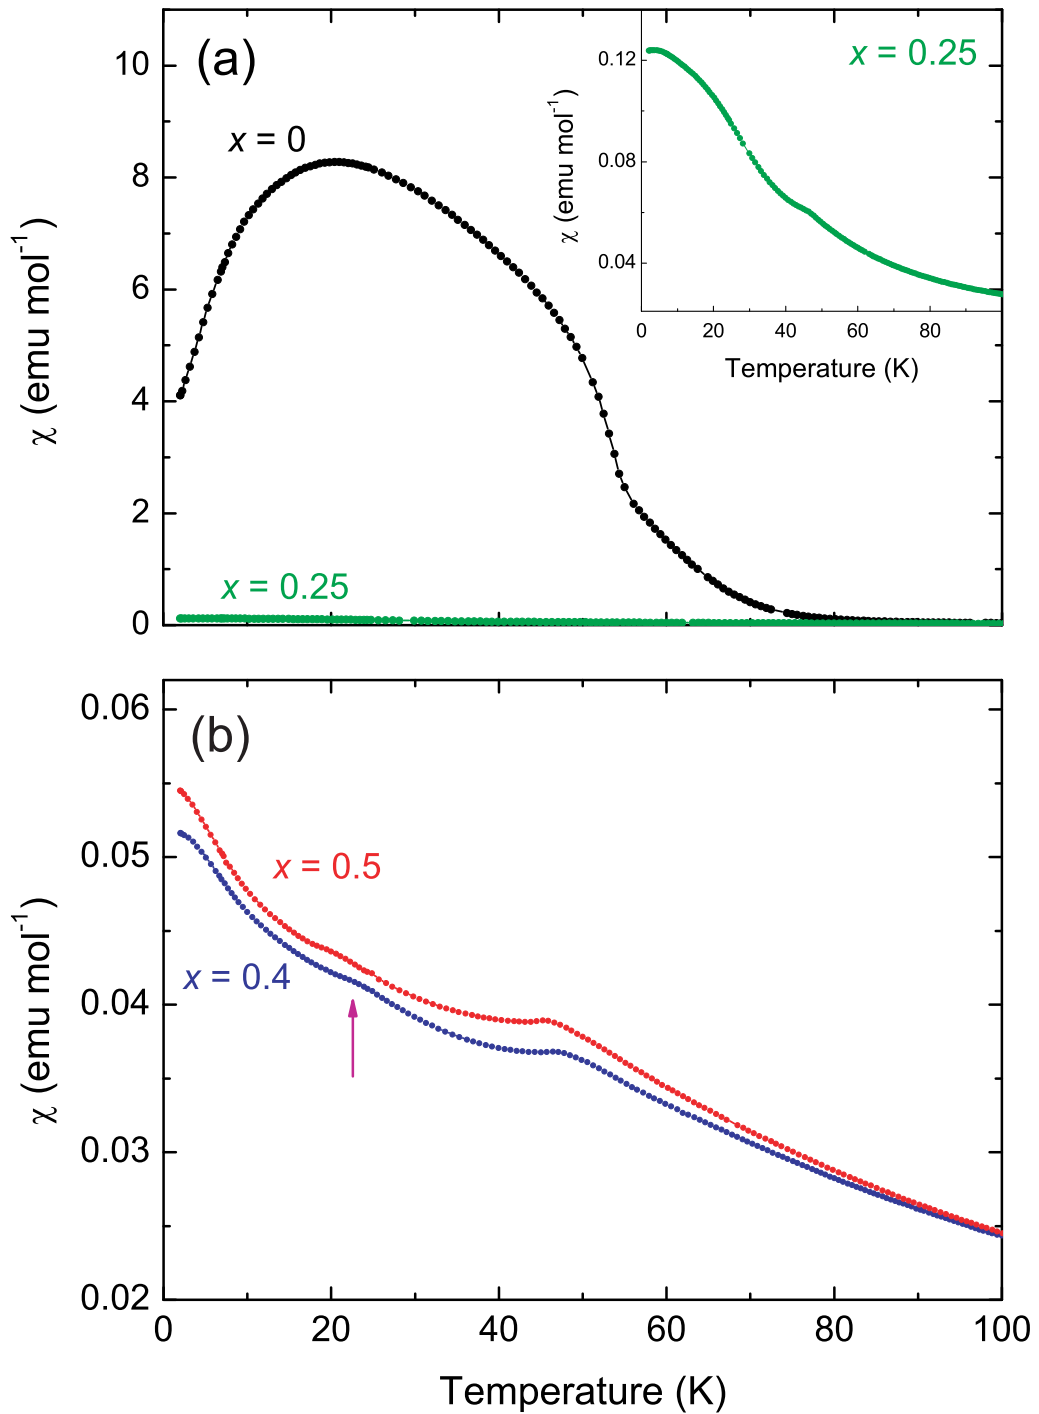 (a)
x = 0
x = 0.25
χ (emu mol⁻¹)
10
8
6
4
2
0
x = 0.25
χ (emu mol⁻¹)
0.12
0.08
0.04
0 20 40 60 80
Temperature (K)
(b)
x = 0.5
x = 0.4
χ (emu mol⁻¹)
0.06
0.05
0.04
0.03
0.02
0 20 40 60 80 100
Temperature (K)